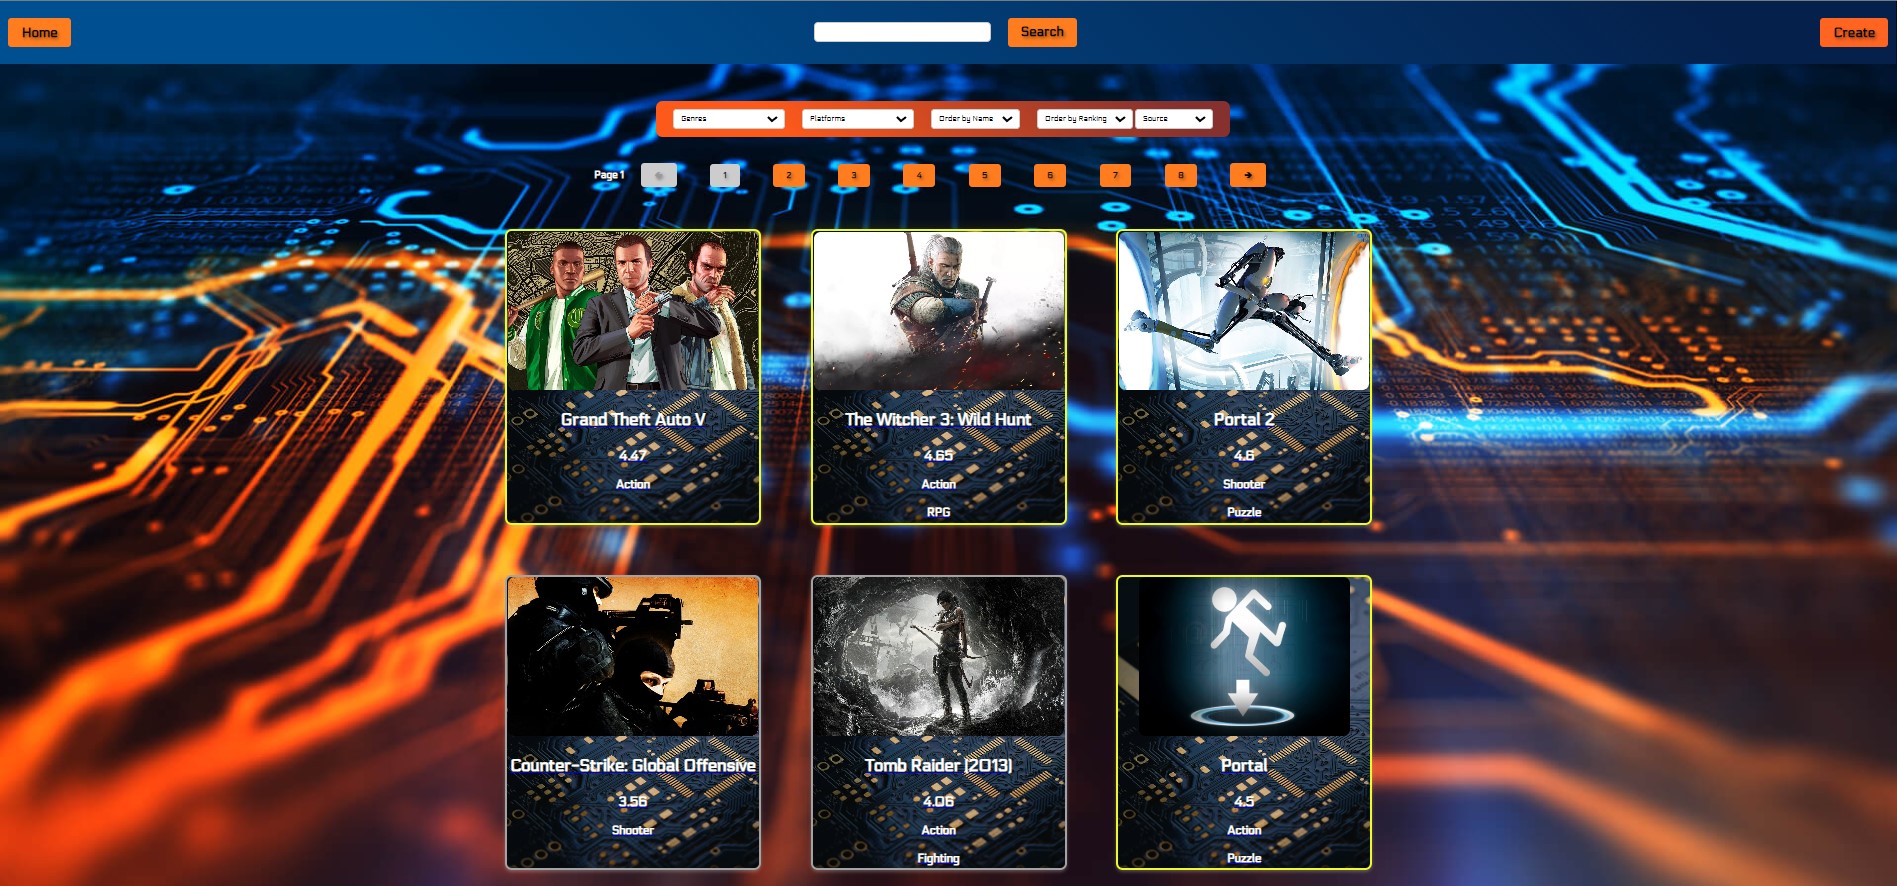 Home
Search
Create
Genres
Platforms
Order by Name
Order by Ranking
Source
Page 1
1
2
3
4
5
6
7
8
Grand Theft Auto V
4.47
Action
The Witcher 3: Wild Hunt
4.65
Action
RPG
Portal 2
4.6
Shooter
Puzzle
Counter-Strike: Global Offensive
3.56
Shooter
Tomb Raider (2013)
4.06
Action
Fighting
Portal
4.5
Action
Puzzle